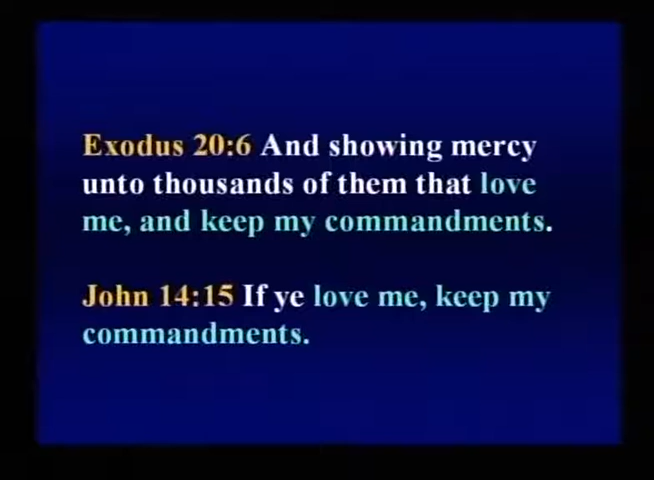 Exodus 20:6 And showing mercy
unto thousands of them that love
me, and keep my commandments.
John 14:15 If ye love me, keep my
commandments.